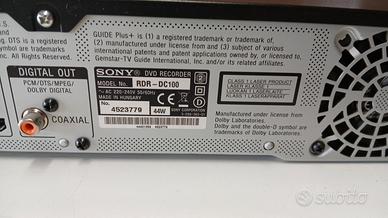 GUIDE Plus+ is (1) a registered trademark or trademark of,
(2) manufactured under license from and (3) subject of various
international patents and patent applications owned by, or licensed to,
Gemstar-TV Guide International, Inc. and/or its related affiliates.
U.S.
DTS is
symbol
trademarks
are
Reserved.
DIGITAL OUT
PCM/DTS/MPEG/
DOLBY DIGITAL
COAXIAL
SONY DVD RECORDER
MODEL NO. RDR – DC100
AC 220-240V 50/60Hz 44W
MADE IN HUNGARY
No. 4523779
44W
CLASS 1 LASER PRODUCT
LASER KLASSE 1
LUOKAN 1 LASERLAITE
KLASS 1 LASERAPPARAT
Manufactured under license from
Dolby Laboratories.
Dolby and the double-D symbol are
trademarks of Dolby Laboratories.
subito